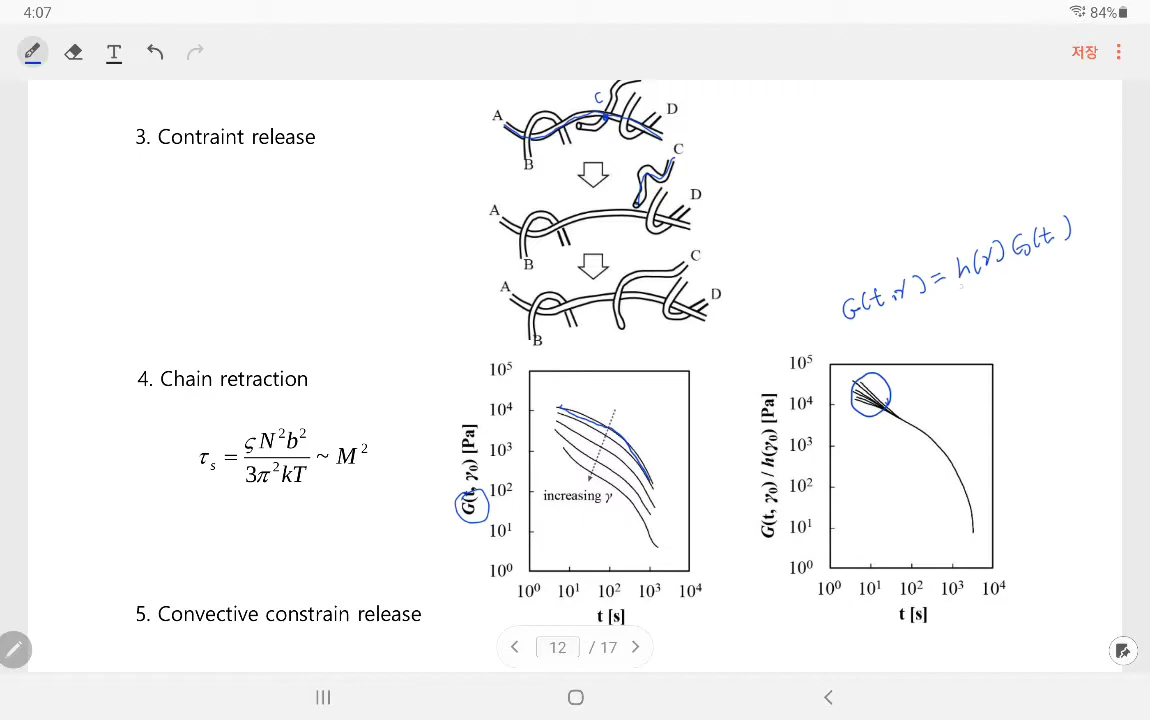 4:07
84%
T
저장
3. Contraint release
C
A
D
B
C
A
D
B
C
A
D
B
G(t,γ) = h(γ) G(t)
4. Chain retraction
τs = ςN²b² / 3π²kT ~ M²
G(t, γ₀) [Pa]
10⁵
10⁴
10³
10²
10¹
10⁰
increasing γ
10⁰ 10¹ 10² 10³ 10⁴
t [s]
G(t, γ₀) / h(γ₀) [Pa]
10⁵
10⁴
10³
10²
10¹
10⁰
10⁰ 10¹ 10² 10³ 10⁴
t [s]
5. Convective constrain release
12 / 17